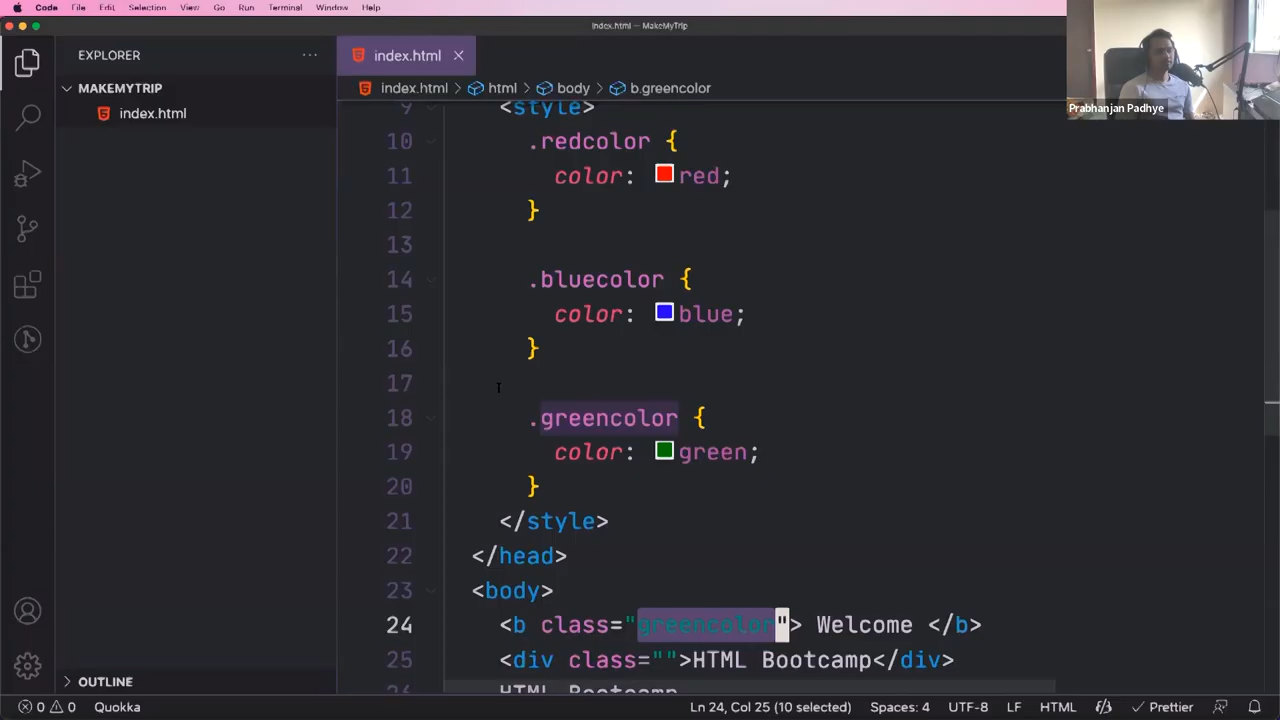 Code File Edit Selection View Go Run Terminal Window Help
index.html — MakeMyTrip
EXPLORER
index.html
MAKEMYTRIP
index.html > html > body > b.greencolor
index.html
Prabhanjan Padhye
9 <style>
10 .redcolor {
11 color: red;
12 }
13
14 .bluecolor {
15 color: blue;
16 }
17
18 .greencolor {
19 color: green;
20 }
21 </style>
22 </head>
23 <body>
24 <b class="greencolor"> Welcome </b>
25 <div class="">HTML Bootcamp</div>
26 HTML Bootcamp
OUTLINE
0 0 Quokka Ln 24, Col 25 (10 selected) Spaces: 4 UTF-8 LF HTML Prettier